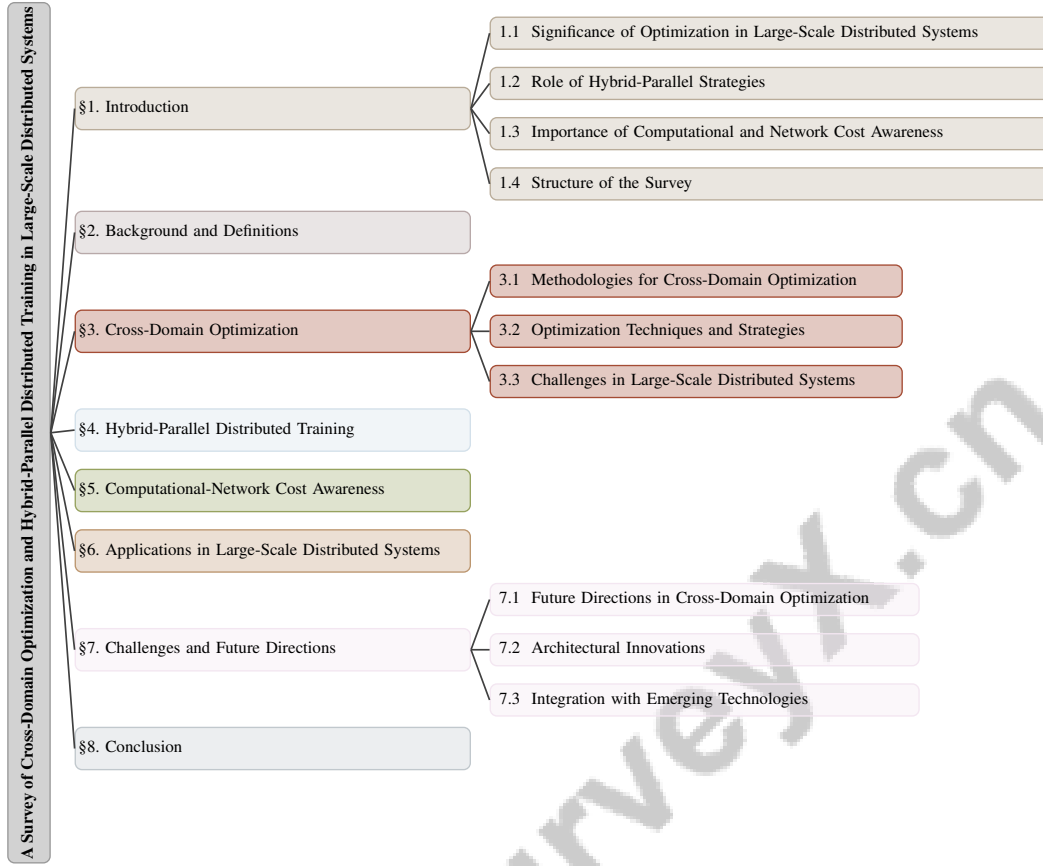 A Survey of Cross-Domain Optimization and Hybrid-Parallel Distributed Training in Large-Scale Distributed Systems
§1. Introduction
1.1 Significance of Optimization in Large-Scale Distributed Systems
1.2 Role of Hybrid-Parallel Strategies
1.3 Importance of Computational and Network Cost Awareness
1.4 Structure of the Survey
§2. Background and Definitions
§3. Cross-Domain Optimization
3.1 Methodologies for Cross-Domain Optimization
3.2 Optimization Techniques and Strategies
3.3 Challenges in Large-Scale Distributed Systems
§4. Hybrid-Parallel Distributed Training
§5. Computational-Network Cost Awareness
§6. Applications in Large-Scale Distributed Systems
§7. Challenges and Future Directions
7.1 Future Directions in Cross-Domain Optimization
7.2 Architectural Innovations
7.3 Integration with Emerging Technologies
§8. Conclusion
urveyx.cn